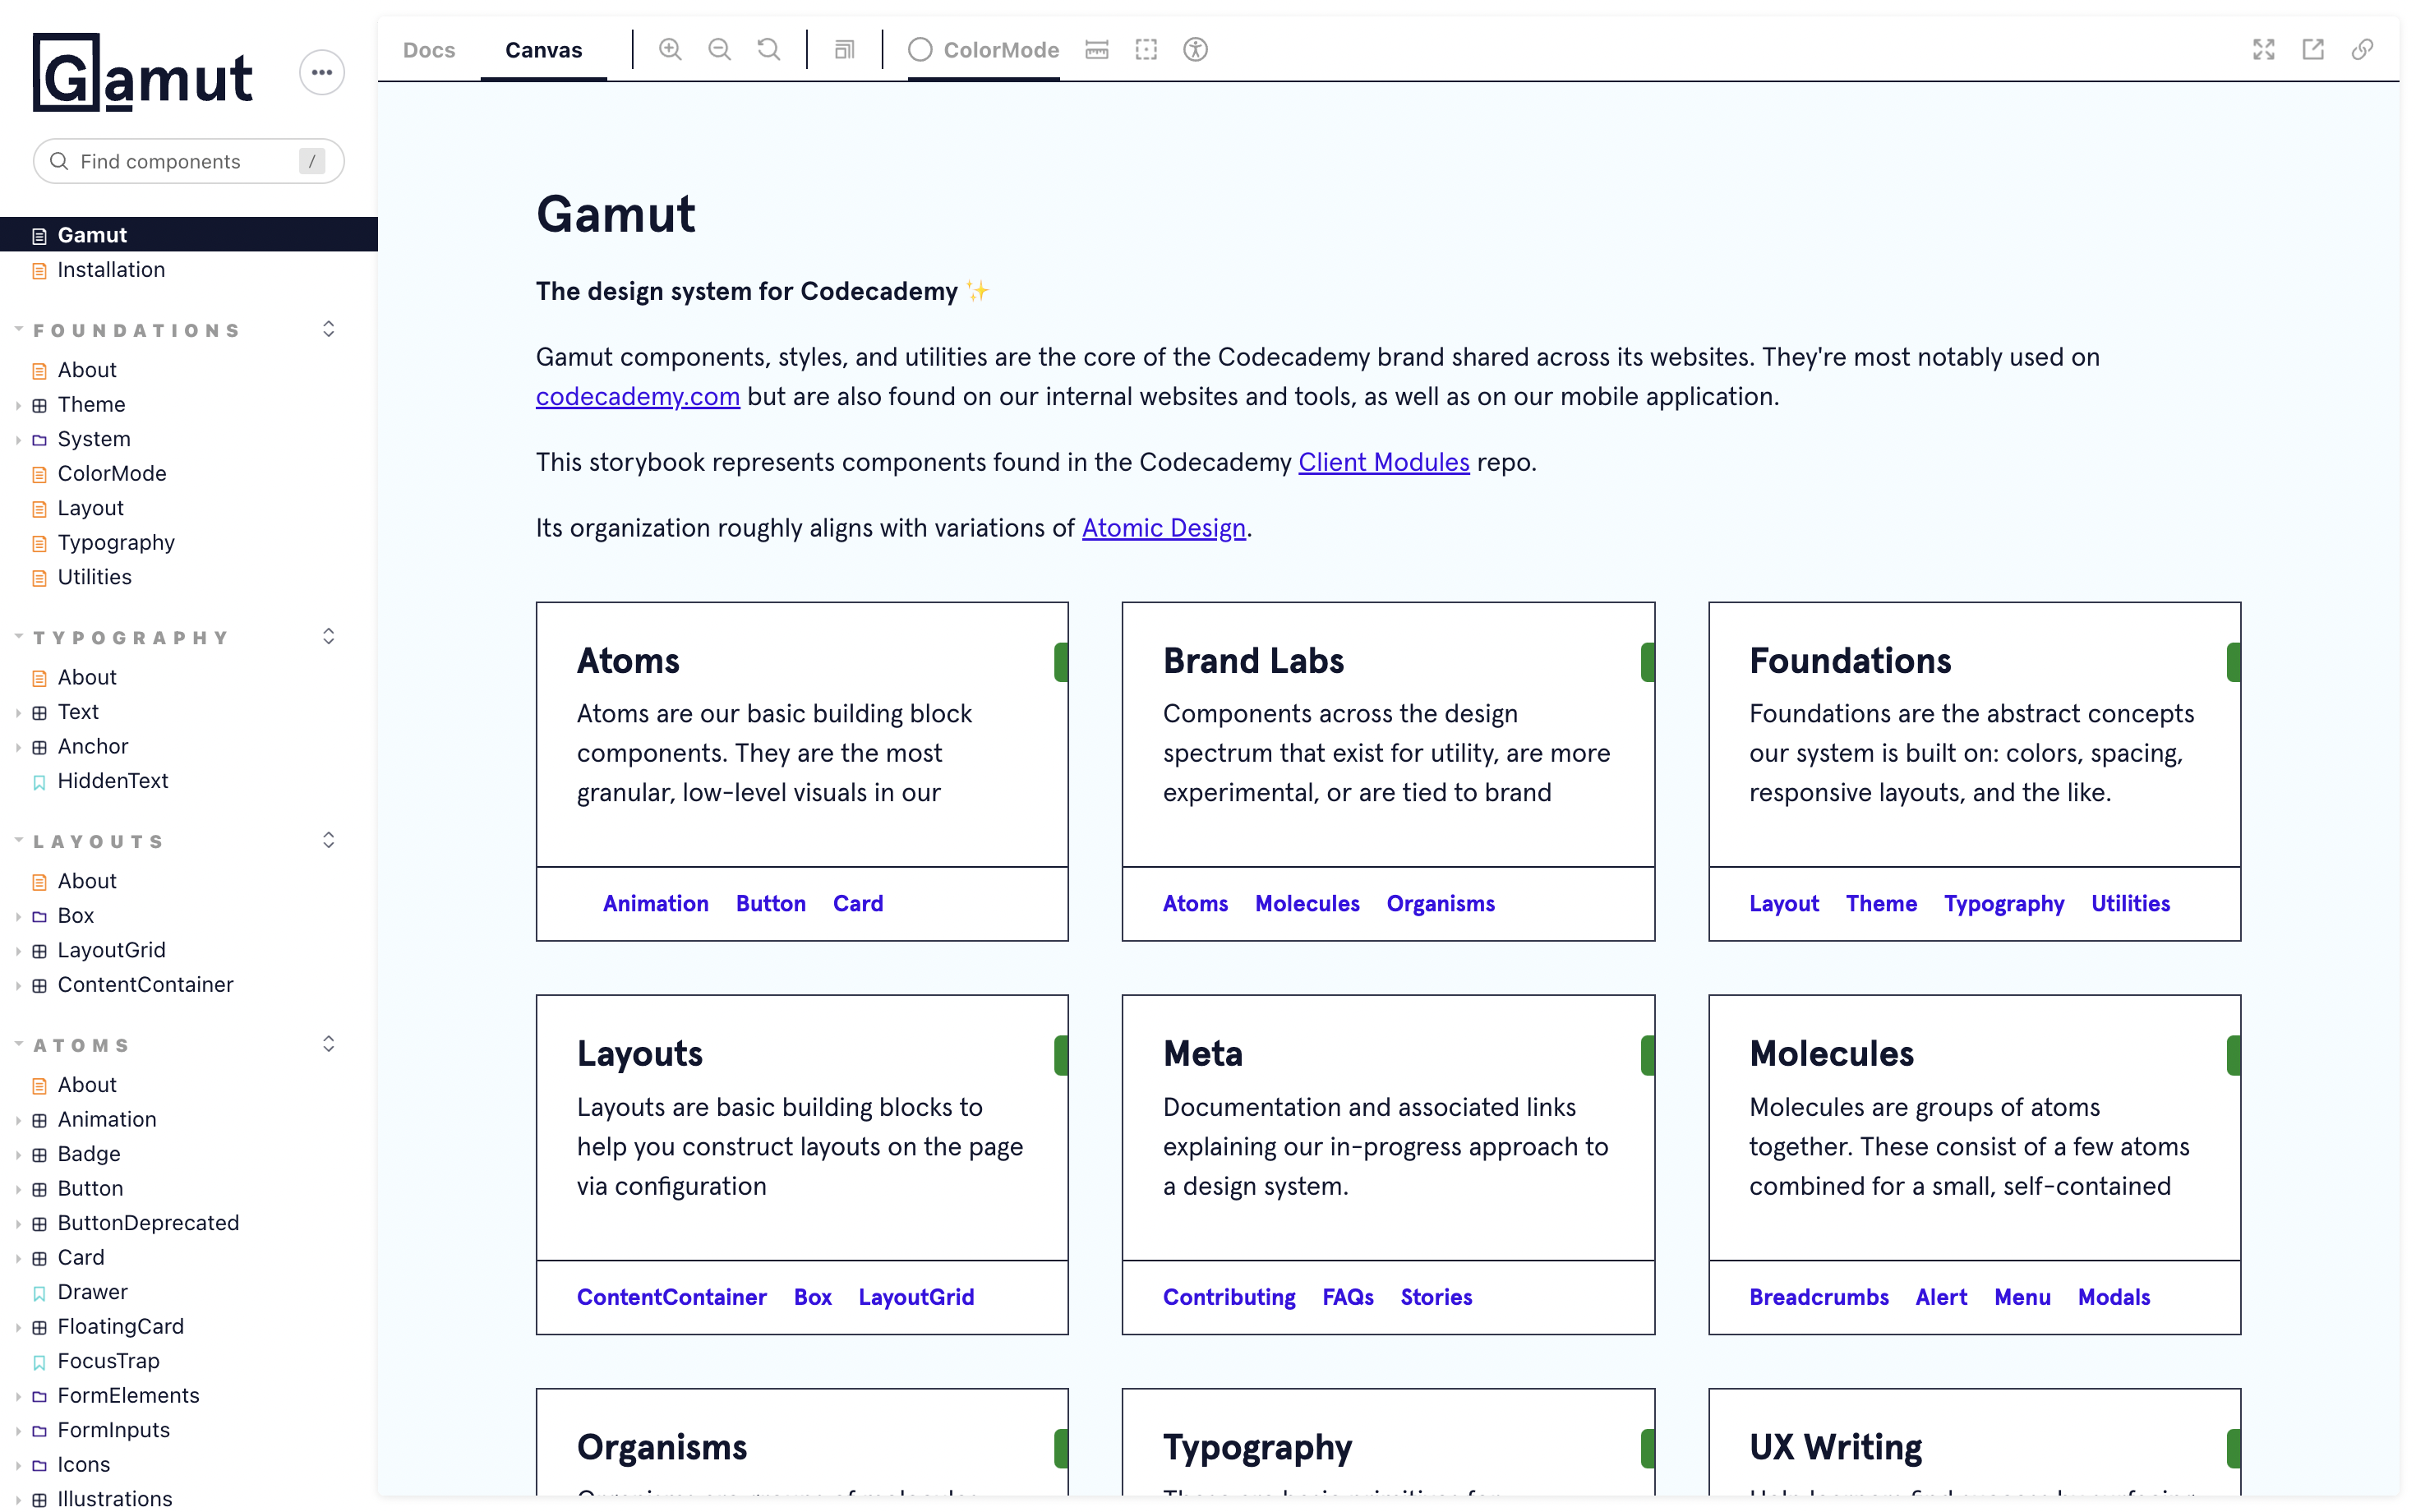 Gamut
Find components /
Gamut
Installation
FOUNDATIONS
About
Theme
System
ColorMode
Layout
Typography
Utilities
TYPOGRAPHY
About
Text
Anchor
HiddenText
LAYOUTS
About
Box
LayoutGrid
ContentContainer
ATOMS
About
Animation
Badge
Button
ButtonDeprecated
Card
Drawer
FloatingCard
FocusTrap
FormElements
FormInputs
Icons
Illustrations
Docs Canvas ColorMode
Gamut
The design system for Codecademy ✨
Gamut components, styles, and utilities are the core of the Codecademy brand shared across its websites. They're most notably used on
codecademy.com but are also found on our internal websites and tools, as well as on our mobile application.
This storybook represents components found in the Codecademy Client Modules repo.
Its organization roughly aligns with variations of Atomic Design.
Atoms
Atoms are our basic building block
components. They are the most
granular, low-level visuals in our
Animation Button Card
Brand Labs
Components across the design
spectrum that exist for utility, are more
experimental, or are tied to brand
Atoms Molecules Organisms
Foundations
Foundations are the abstract concepts
our system is built on: colors, spacing,
responsive layouts, and the like.
Layout Theme Typography Utilities
Layouts
Layouts are basic building blocks to
help you construct layouts on the page
via configuration
ContentContainer Box LayoutGrid
Meta
Documentation and associated links
explaining our in-progress approach to
a design system.
Contributing FAQs Stories
Molecules
Molecules are groups of atoms
together. These consist of a few atoms
combined for a small, self-contained
Breadcrumbs Alert Menu Modals
Organisms
Typography
UX Writing